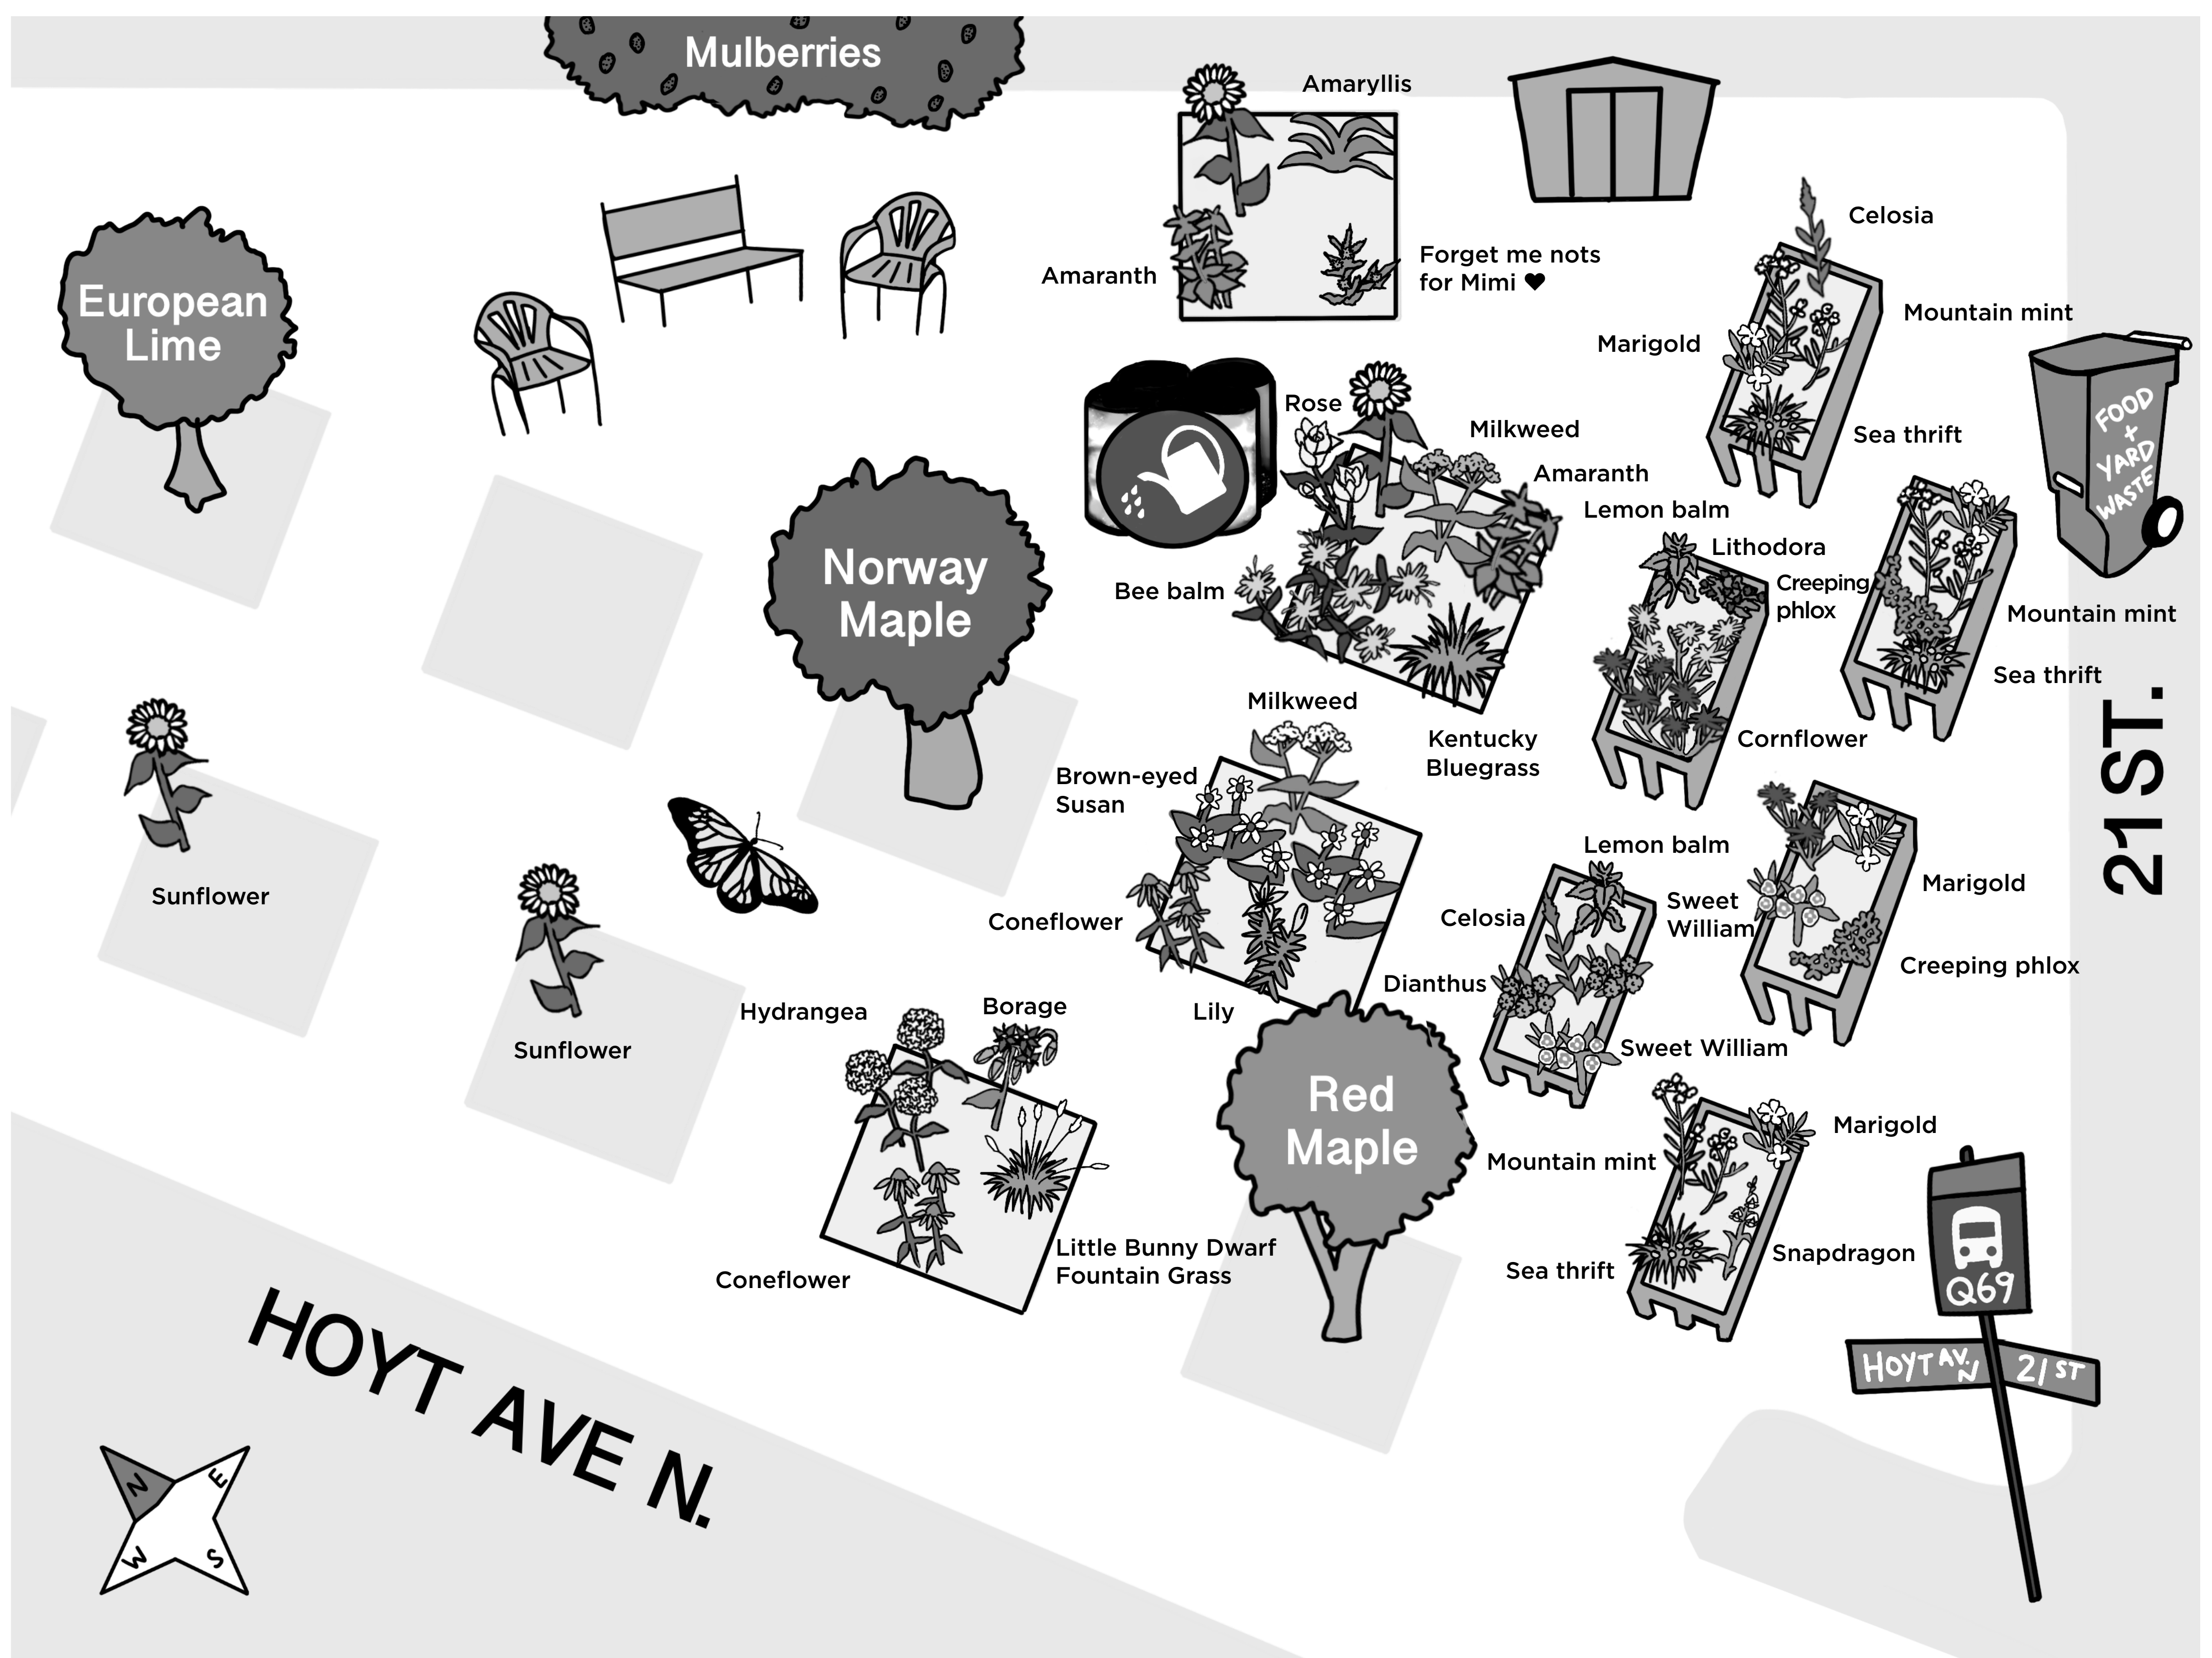 Mulberries
Amaryllis
Celosia
European
Lime
Amaranth
Forget me nots
for Mimi ♥
Mountain mint
Marigold
Rose
Milkweed
Sea thrift
FOOD
+
YARD
WASTE
Amaranth
Lemon balm
Lithodora
Norway
Maple
Bee balm
Creeping
phlox
Mountain mint
Sea thrift
Milkweed
Kentucky
Bluegrass
Cornflower
21 ST.
Brown-eyed
Susan
Lemon balm
Sunflower
Coneflower
Celosia
Sweet
William
Marigold
Creeping phlox
Dianthus
Hydrangea
Borage
Lily
Sunflower
Sweet William
Red
Maple
Marigold
Mountain mint
Little Bunny Dwarf
Fountain Grass
Coneflower
Sea thrift
Snapdragon
Q69
HOYT AV.
N
21 ST
HOYT AVE N.
N
E
W
S